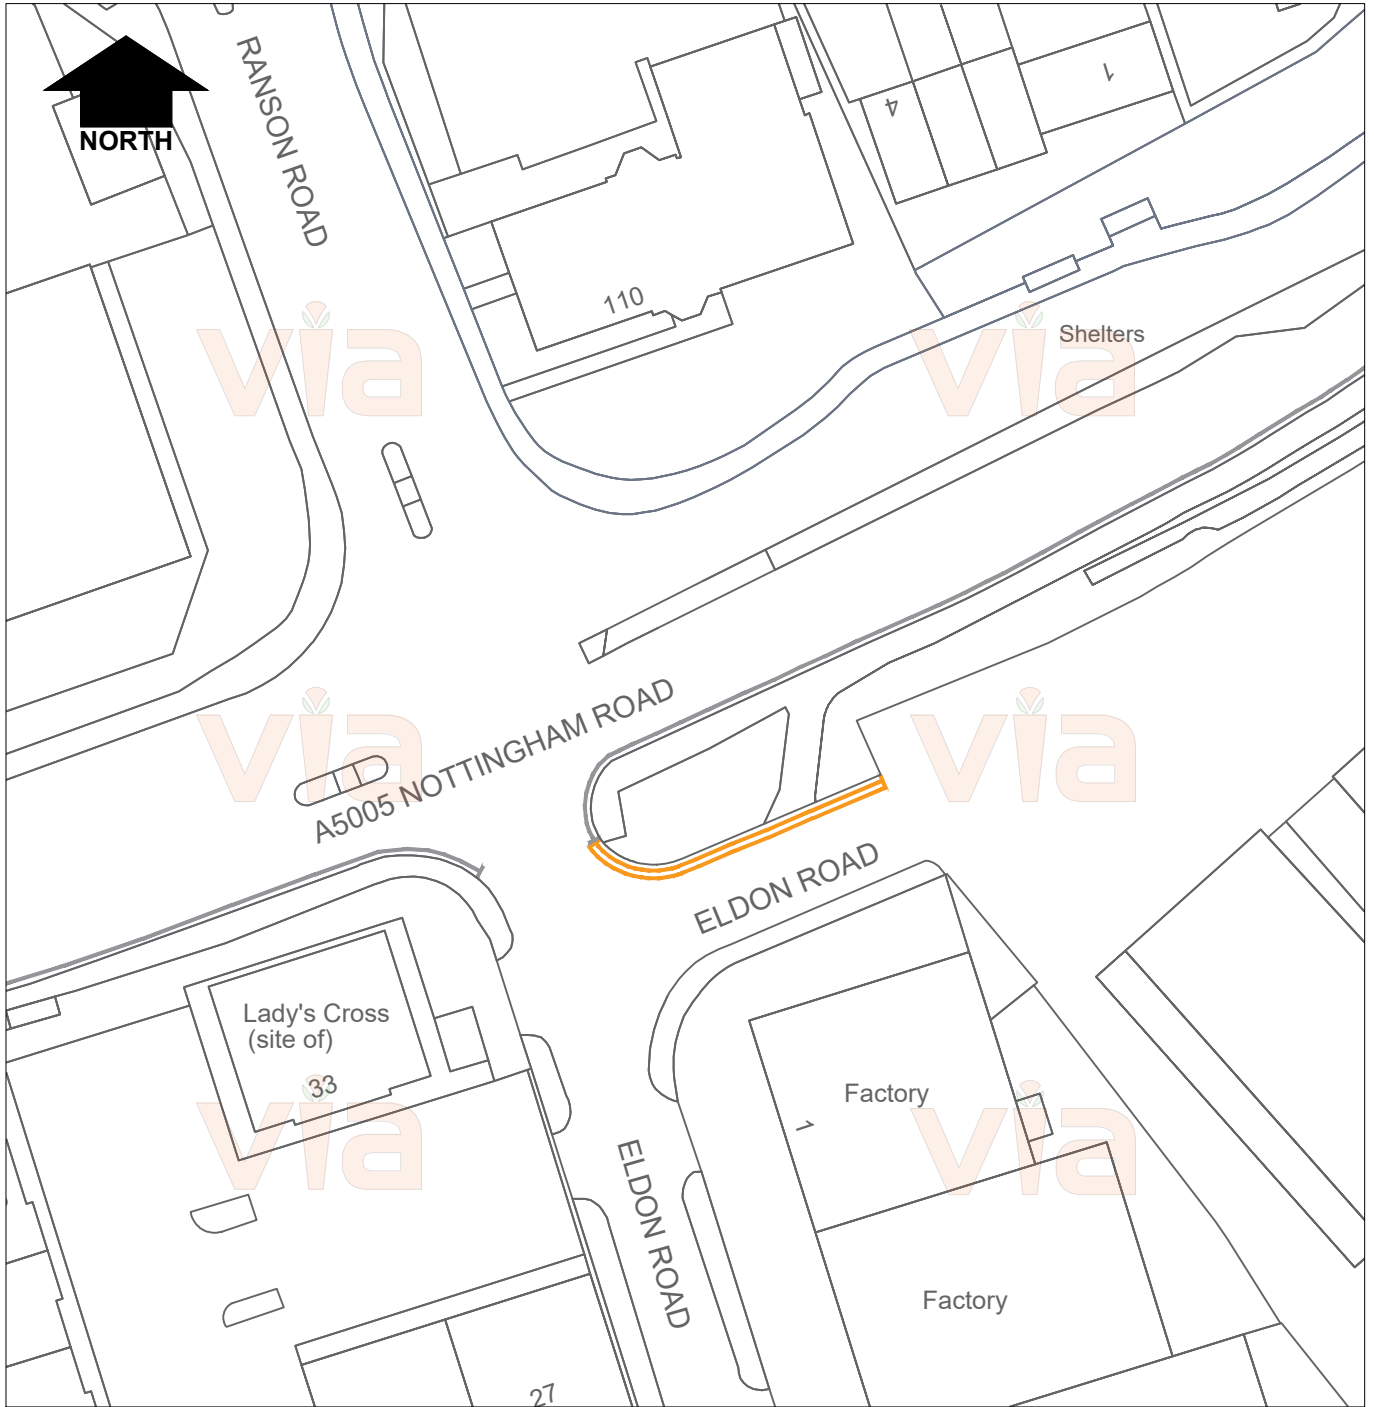 NORTH
RANSON ROAD
1
4
110
Shelters
A5005 NOTTINGHAM ROAD
ELDON ROAD
Lady's Cross
(site of)
33
Factory
1
ELDON ROAD
Factory
27
via
via
via
via
via
via